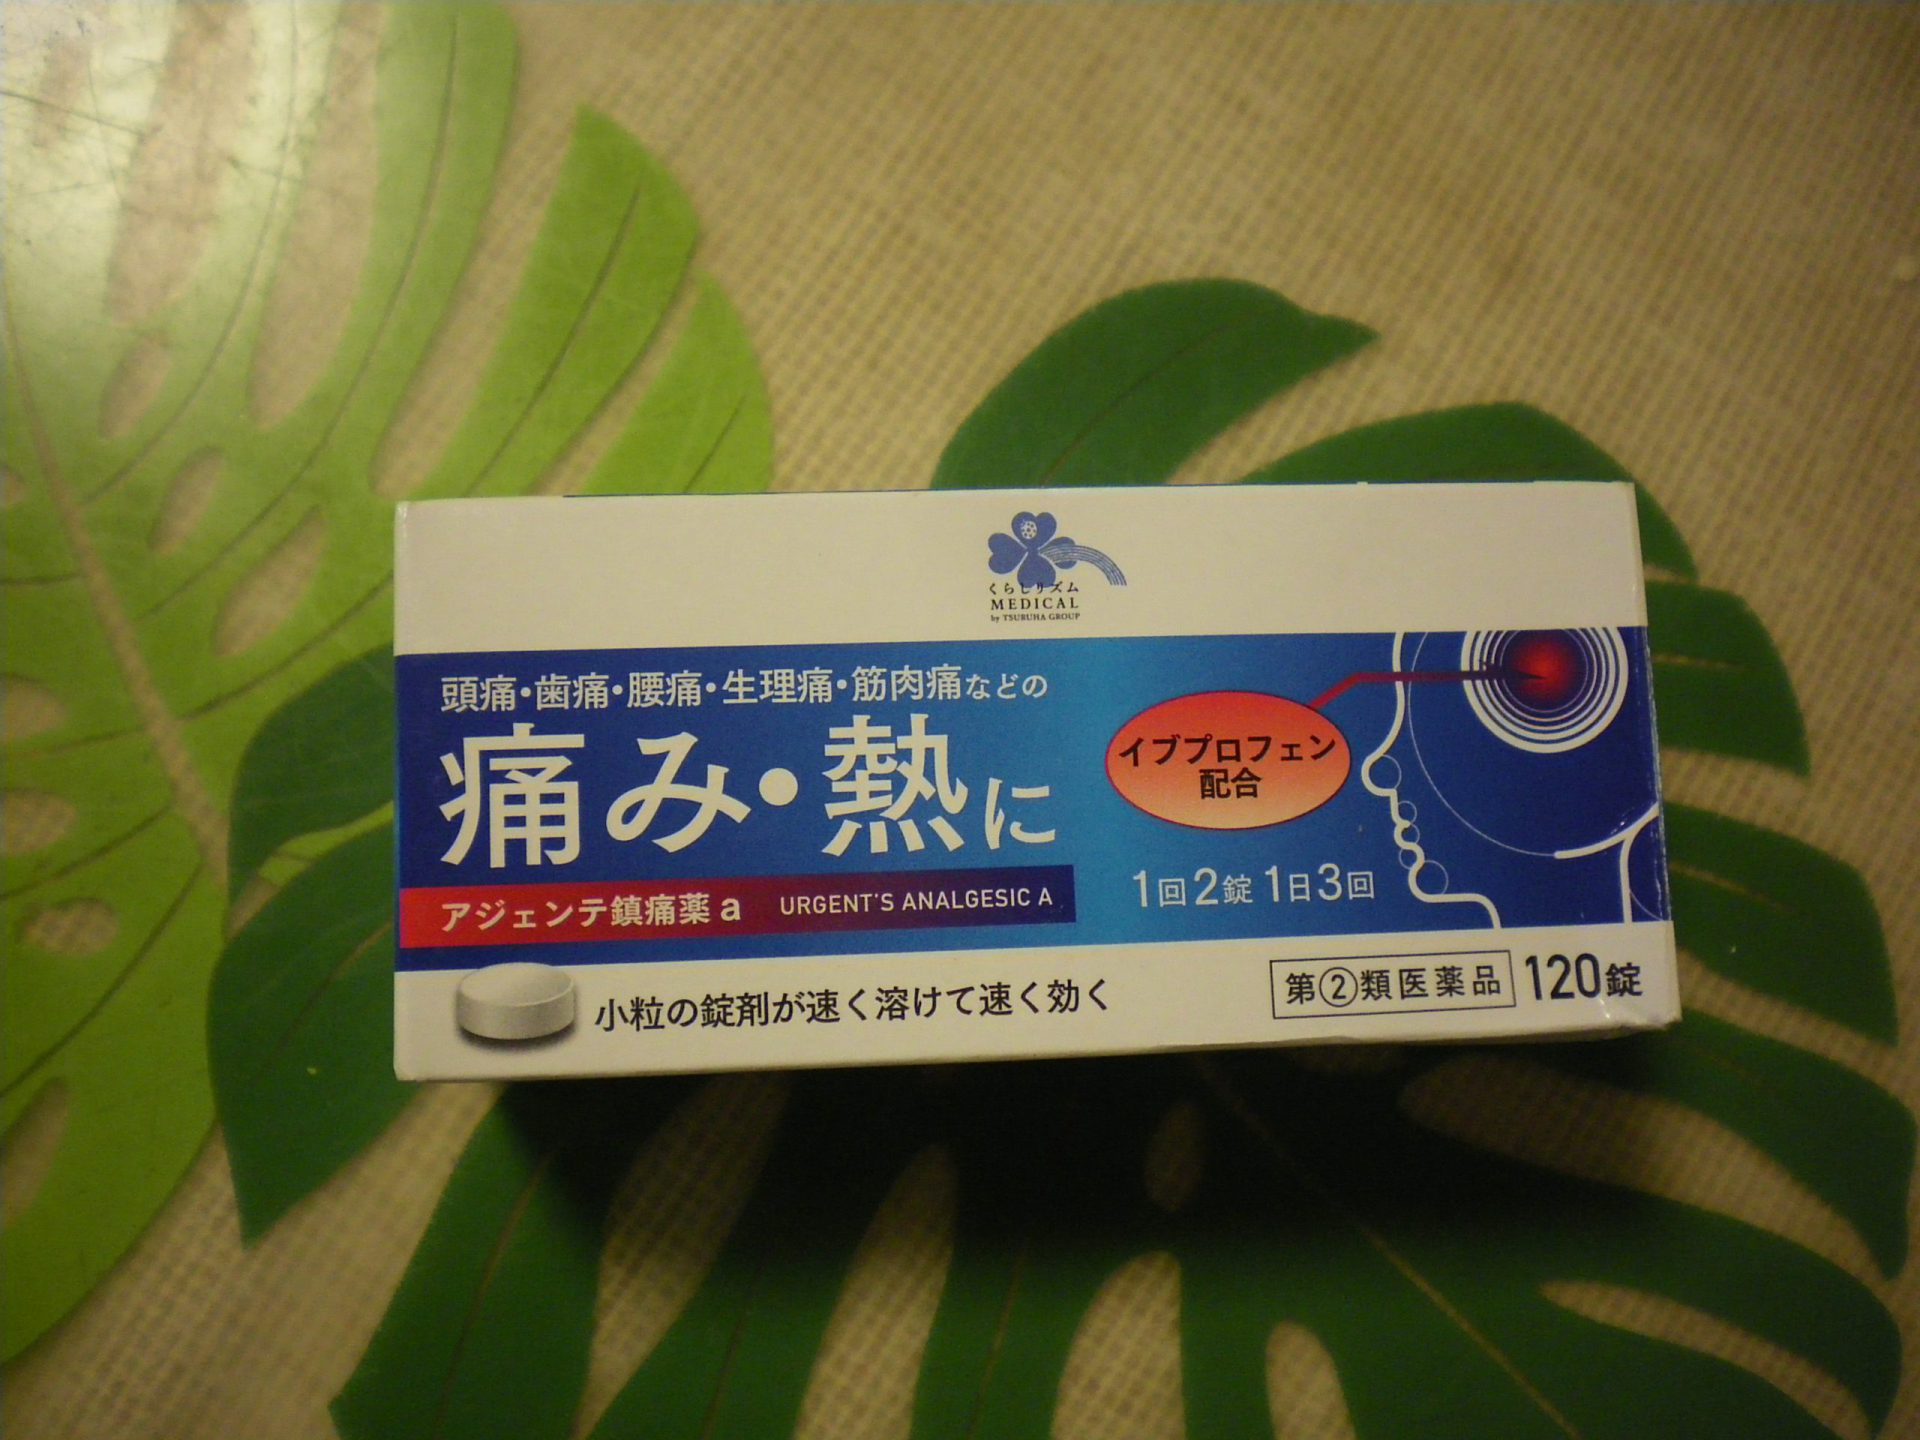 くらしリズム
MEDICAL
by TSURUHA GROUP
頭痛・歯痛・腰痛・生理痛・筋肉痛などの
痛み・熱に
イブプロフェン
配合
アジェンテ鎮痛薬a URGENT'S ANALGESIC A
1回2錠 1日3回
小粒の錠剤が速く溶けて速く効く
第②類医薬品 120錠